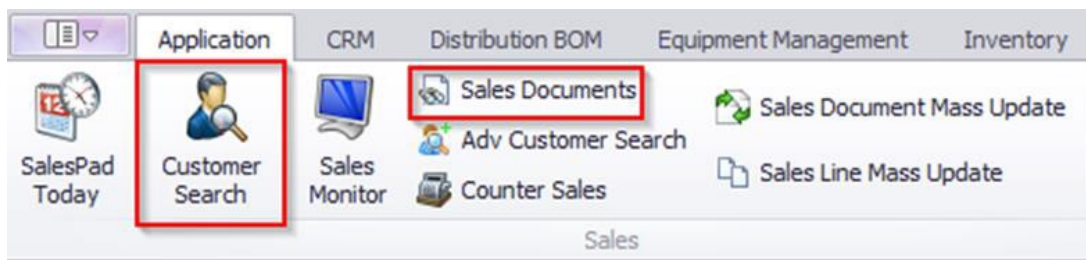 Application
CRM
Distribution BOM
Equipment Management
Inventory
12
SalesPad
Today
Customer
Search
Sales
Monitor
Sales Documents
Adv Customer Search
Counter Sales
Sales Document Mass Update
Sales Line Mass Update
Sales